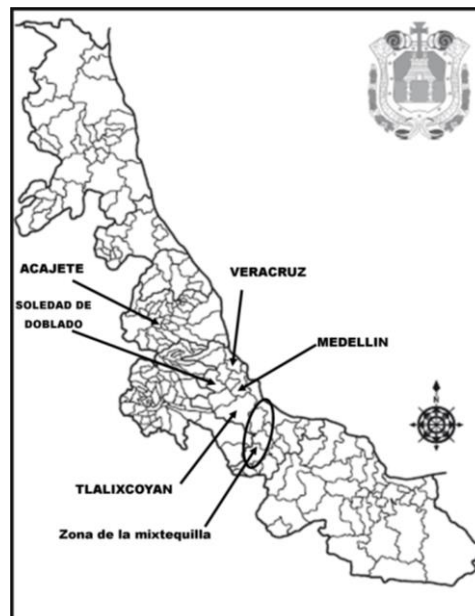 ACAJETE
VERACRUZ
SOLEDAD DE
DOBLADO
MEDELLIN
N
TLALIXCOYAN
Zona de la mixtequilla